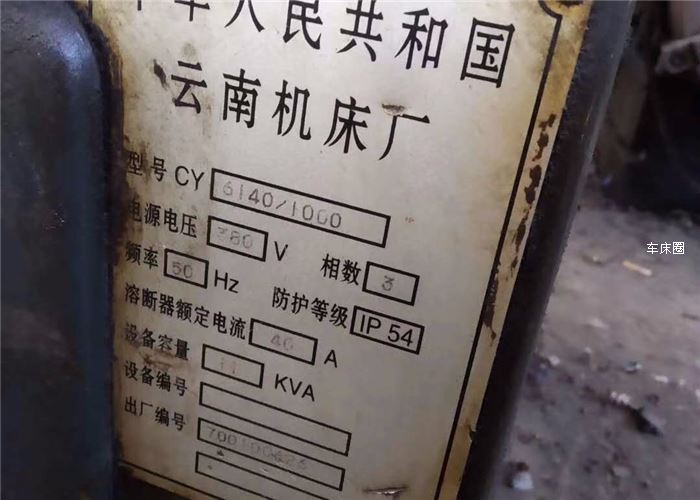 中华人民共和国
云南机床厂
型号 CY 6140/1000
电源电压 380 V 相数 3
频率 50 Hz 防护等级 IP 54
溶断器额定电流 40 A
设备容量 11 KVA
设备编号
出厂编号
车床圈